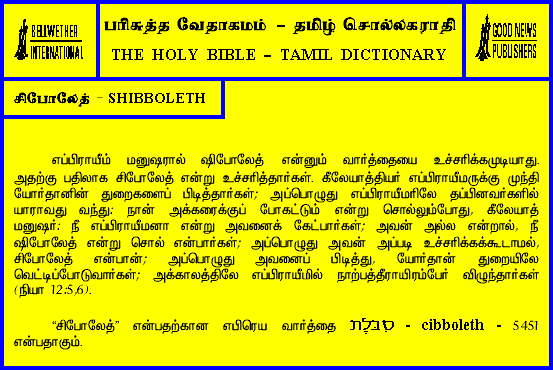 BELLWETHER
INTERNATIONAL
பரிசுத்த வேதாகமம் – தமிழ் சொல்லகராதி
THE HOLY BIBLE – TAMIL DICTIONARY
GOOD NEWS
PUBLISHERS
சிபோலேத் – SHIBBOLETH
எப்பிராயீம் மனுஷரால் ஷிபோலேத் என்னும் வார்த்தையை உச்சரிக்கமுடியாது.
அதற்கு பதிலாக சிபோலேத் என்று உச்சரித்தார்கள். கீலேயாத்தியர் எப்பிராயீமருக்கு முந்தி
யோர்தானின் துறைகளைப் பிடித்தார்கள்; அப்பொழுது எப்பிராயீமரிலே தப்பினவர்களில்
யாராவது வந்து: நான் அக்கரைக்குப் போகட்டும் என்று சொல்லும்போது, கீலேயாத்
மனுஷர்: நீ எப்பிராயீமனா என்று அவனைக் கேட்பார்கள்; அவன் அல்ல என்றால், நீ
ஷிபோலேத் என்று சொல் என்பார்கள்; அப்பொழுது அவன் அப்படி உச்சரிக்கக்கூடாமல்,
சிபோலேத் என்பான்; அப்பொழுது அவனைப் பிடித்து, யோர்தான் துறையிலே
வெட்டிப்போடுவார்கள்; அக்காலத்திலே எப்பிராயீமில் நாற்பத்தீராயிரம்பேர் விழுந்தார்கள்
(நியா 12:5,6).
“சிபோலேத்” என்பதற்கான எபிரெய வார்த்தை סבלת - cibboleth - 5451
என்பதாகும்.